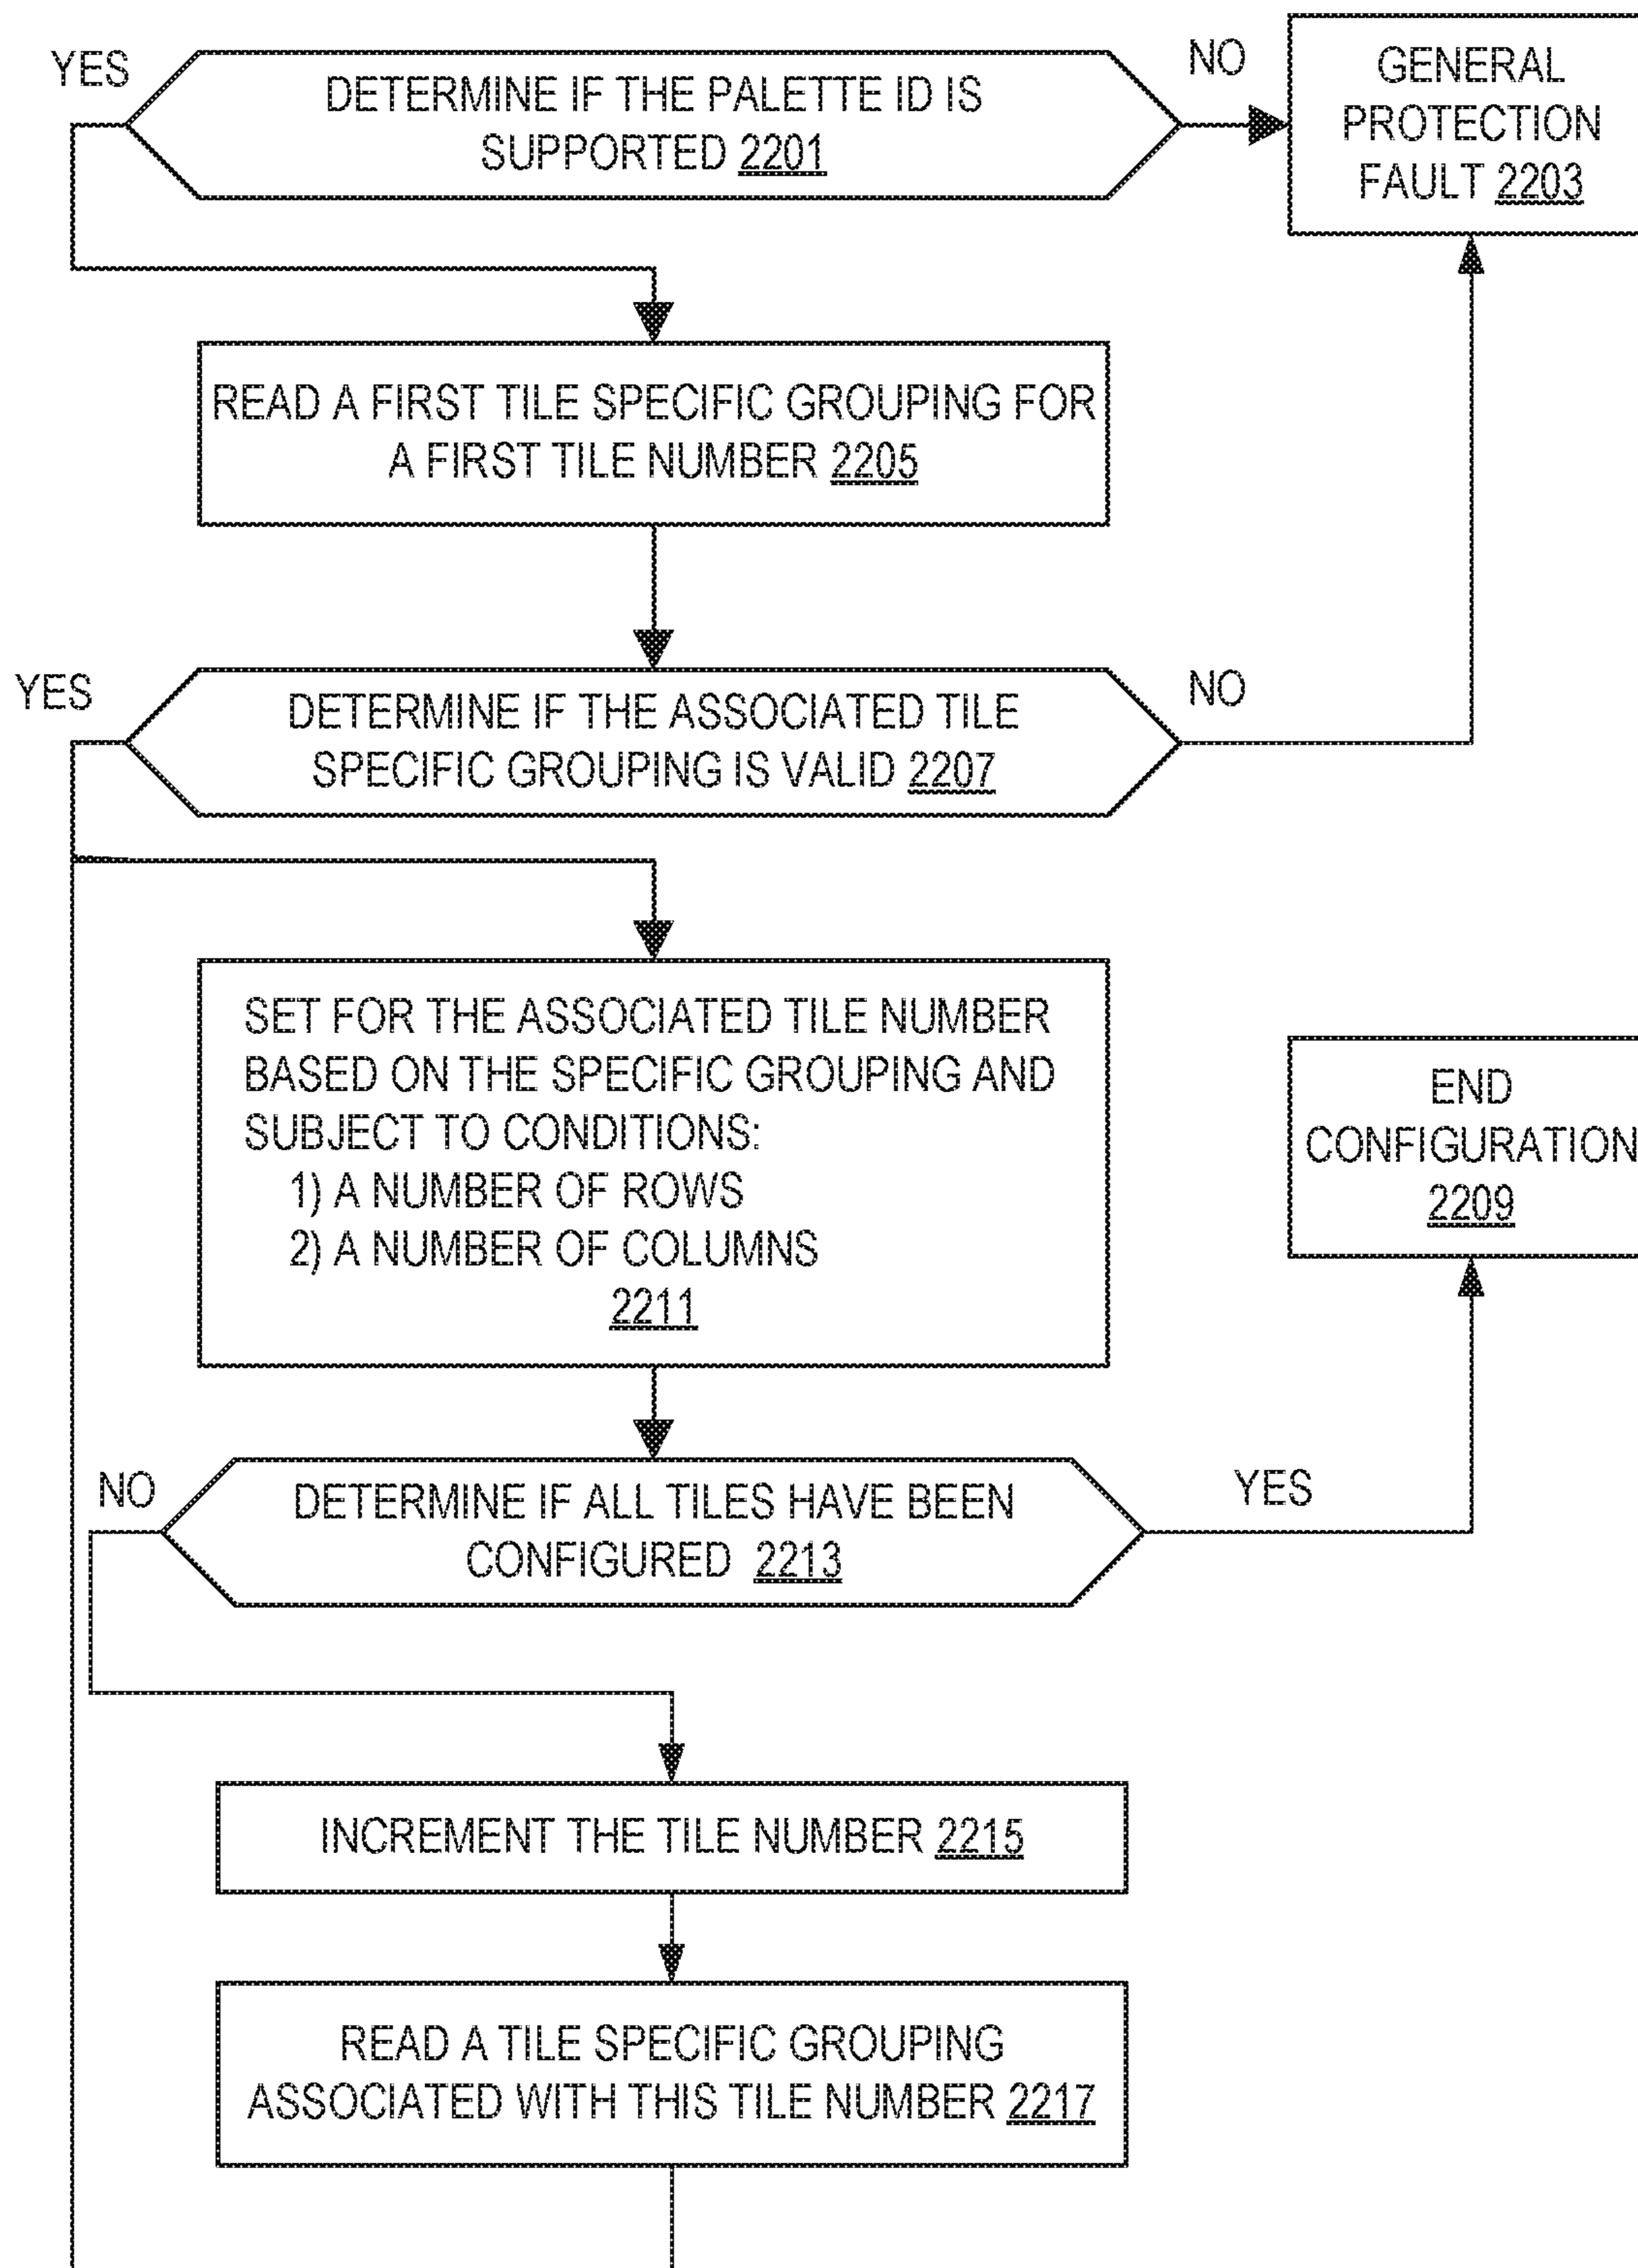 YES
DETERMINE IF THE PALETTE ID IS
SUPPORTED 2201
NO
GENERAL
PROTECTION
FAULT 2203
READ A FIRST TILE SPECIFIC GROUPING FOR
A FIRST TILE NUMBER 2205
YES
DETERMINE IF THE ASSOCIATED TILE
SPECIFIC GROUPING IS VALID 2207
NO
SET FOR THE ASSOCIATED TILE NUMBER
BASED ON THE SPECIFIC GROUPING AND
SUBJECT TO CONDITIONS:
1) A NUMBER OF ROWS
2) A NUMBER OF COLUMNS
2211
END
CONFIGURATION
2209
NO
DETERMINE IF ALL TILES HAVE BEEN
CONFIGURED 2213
YES
INCREMENT THE TILE NUMBER 2215
READ A TILE SPECIFIC GROUPING
ASSOCIATED WITH THIS TILE NUMBER 2217